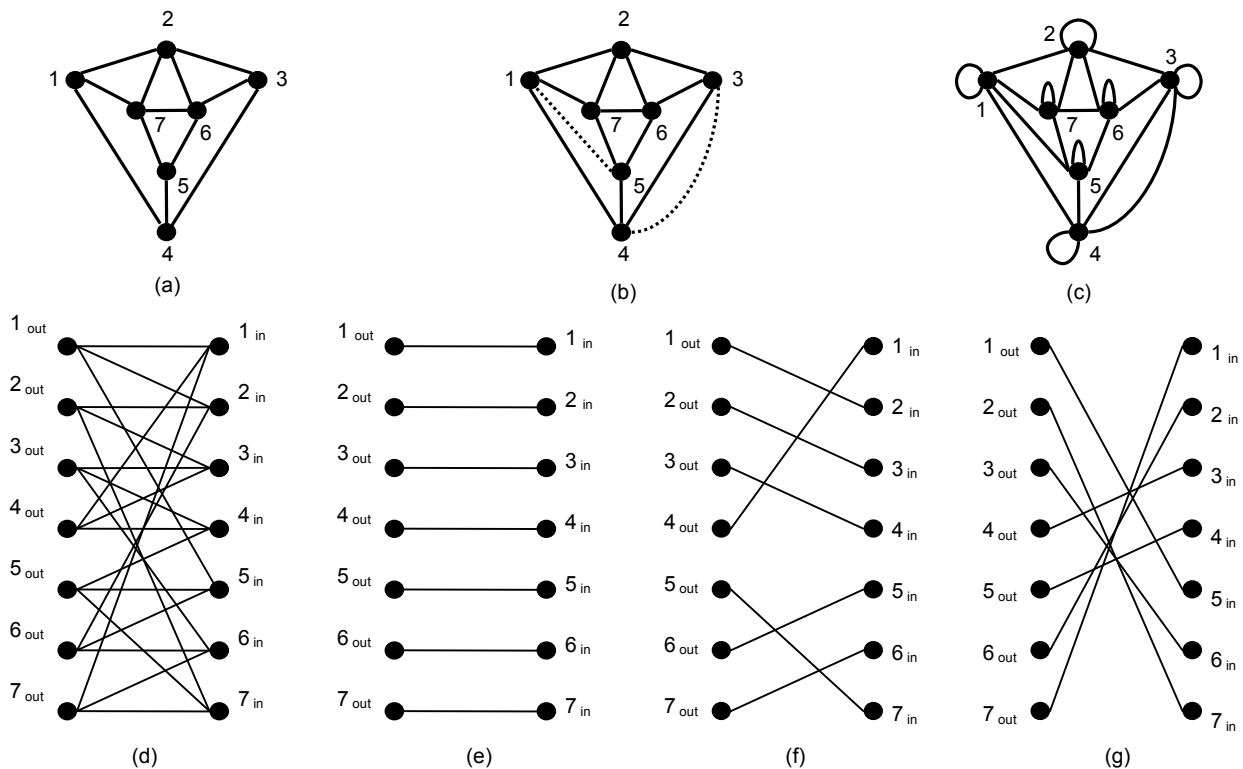 2
1
3
7
6
5
4
(a)
2
1
3
7
6
5
4
(b)
2
3
1
7
6
5
4
(c)
1 out
1 in
2 out
2 in
3 out
3 in
4 out
4 in
5 out
5 in
6 out
6 in
7 out
7 in
(d)
1 out
1 in
2 out
2 in
3 out
3 in
4 out
4 in
5 out
5 in
6 out
6 in
7 out
7 in
(e)
1 out
1 in
2 out
2 in
3 out
3 in
4 out
4 in
5 out
5 in
6 out
6 in
7 out
7 in
(f)
1 out
1 in
2 out
2 in
3 out
3 in
4 out
4 in
5 out
5 in
6 out
6 in
7 out
7 in
(g)